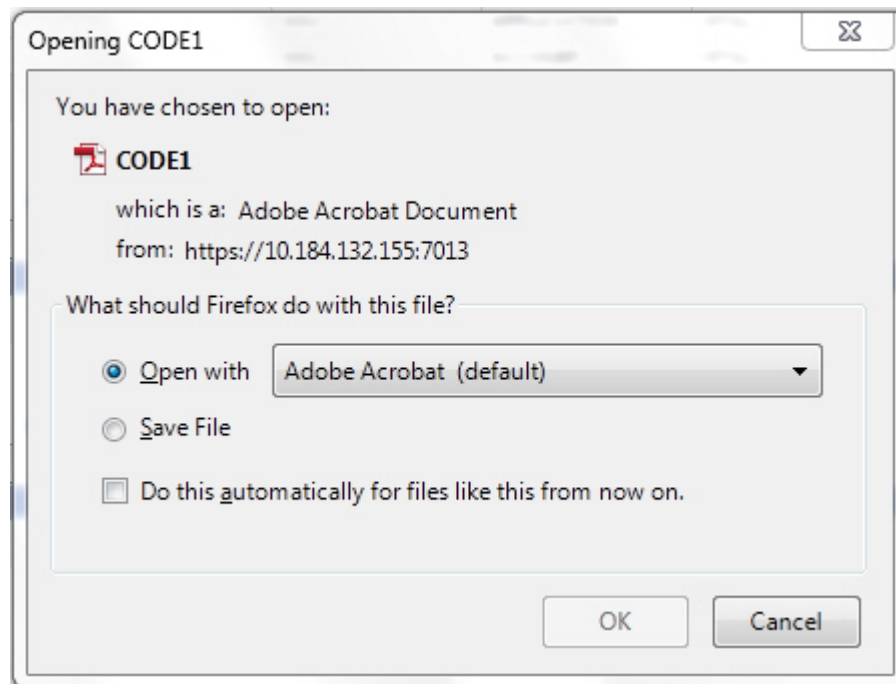 Opening CODE1
You have chosen to open:
CODE1
which is a: Adobe Acrobat Document
from: https://10.184.132.155:7013
What should Firefox do with this file?
Open with Adobe Acrobat (default)
Save File
Do this automatically for files like this from now on.
OK Cancel